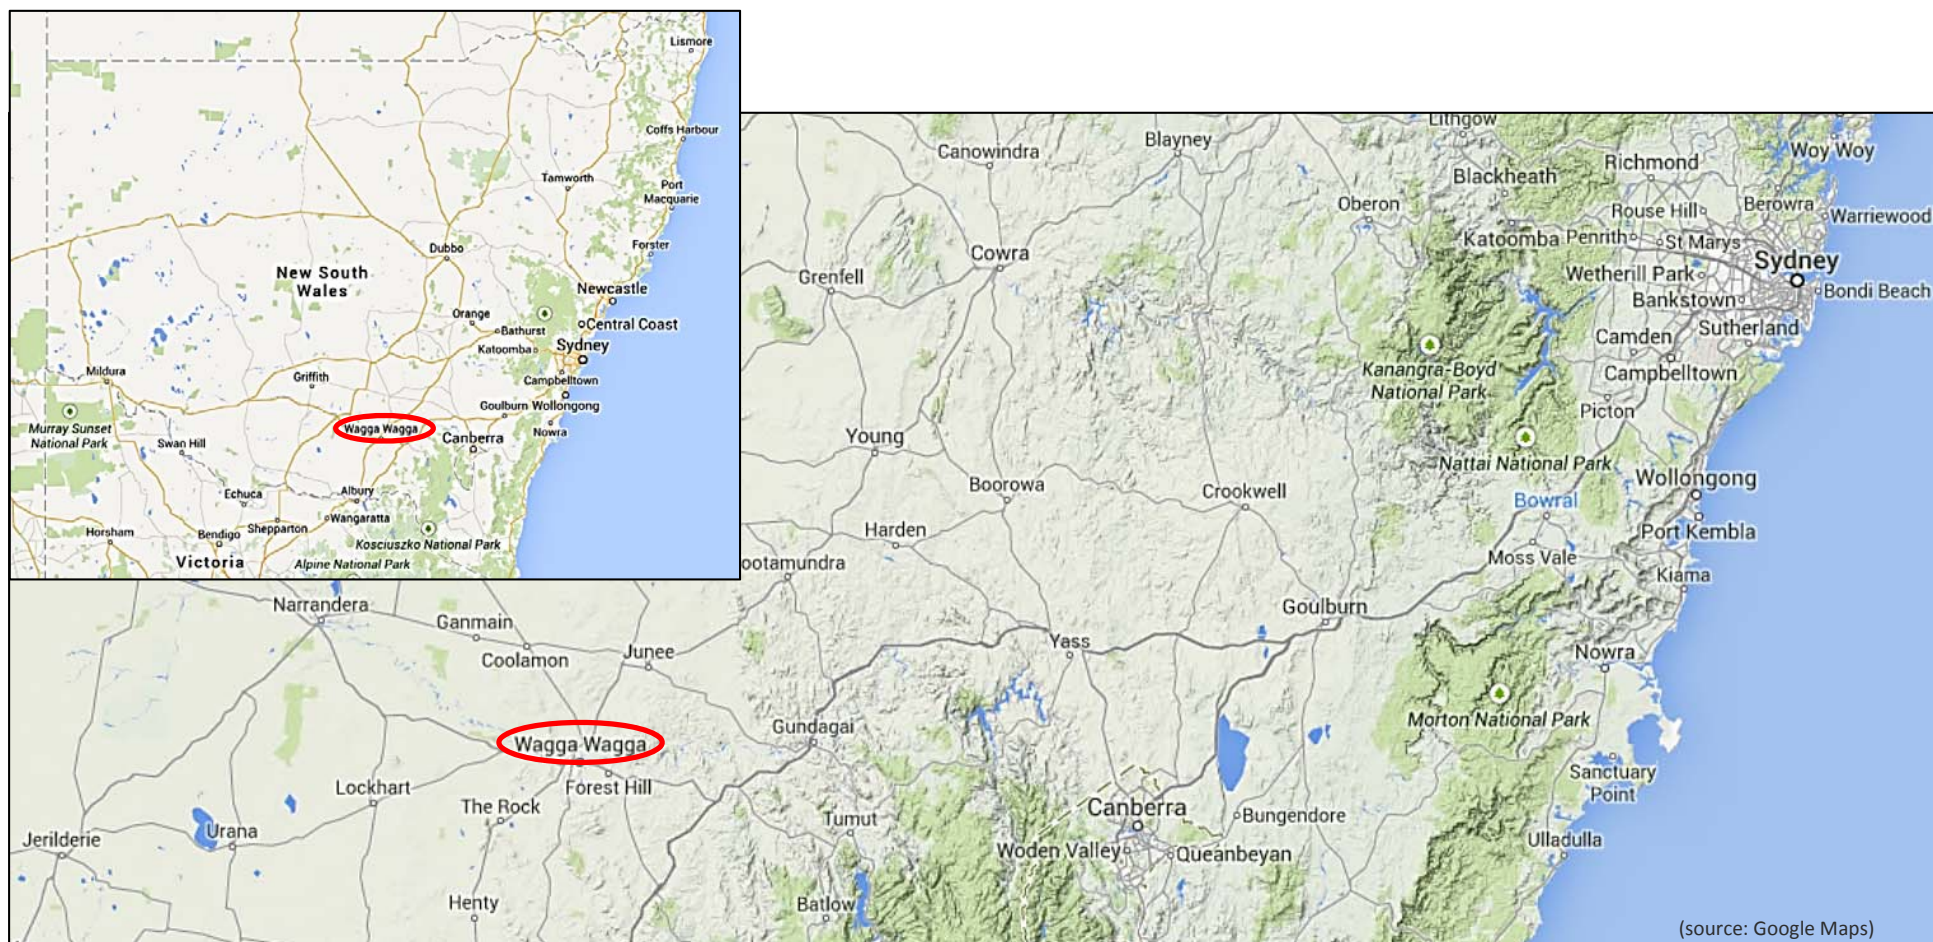 Lismore
Coffs Harbour
Tamworth
Port
Macquarie
Dubbo
Forster
New South
Wales
Newcastle
Orange
Bathurst
Central Coast
Katoomba
Sydney
Mildura
Griffith
Campbelltown
Goulburn
Wollongong
Murray Sunset
National Park
Wagga Wagga
Swan Hill
Canberra
Nowra
Echuca
Albury
Horsham
Bendigo
Shepparton
Wangaratta
Kosciuszko National Park
Victoria
Alpine National Park
Lithgow
Blayney
Canowindra
Woy Woy
Richmond
Blackheath
Oberon
Rouse Hill
Berowra
Warriewood
Katoomba
Penrith
St Marys
Cowra
Grenfell
Sydney
Wetherill Park
Bondi Beach
Bankstown
Sutherland
Camden
Kanangra-Boyd
National Park
Campbelltown
Picton
Young
Nattai National Park
Boorowa
Crookwell
Wollongong
Bowral
Harden
Port Kembla
Moss Vale
ootamundra
Kiama
Narrandera
Goulburn
Ganmain
Yass
Coolamon
Junee
Nowra
Gundagai
Morton National Park
Wagga Wagga
Sanctuary
Point
Lockhart
Forest Hill
The Rock
Canberra
Bungendore
Tumut
Urana
Jerilderie
Ulladulla
Woden Valley
Queanbeyan
Henty
Batlow
(source: Google Maps)